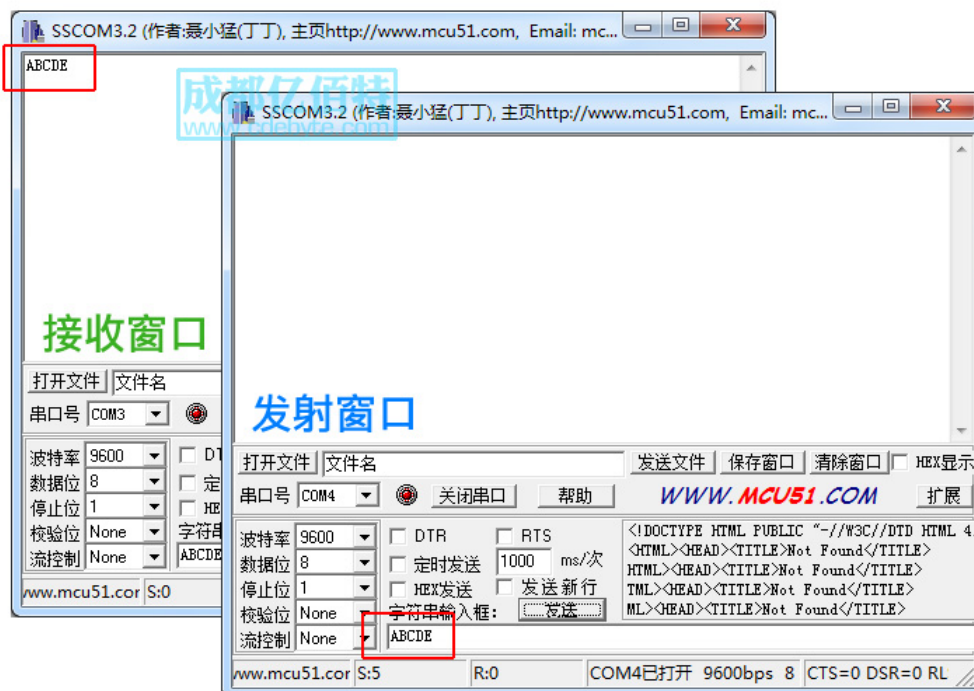 SSCOM3.2 (作者:聂小猛(丁丁), 主页http://www.mcu51.com, Email: mc...
ABCDE
成都亿佰特
www.cdebyte.com
接收窗口
打开文件 文件名
串口号 COM3
波特率 9600 DT
数据位 8 定
停止位 1 HE
校验位 None 字符串
流控制 None ABCDE
www.mcu51.cor S:0
SSCOM3.2 (作者:聂小猛(丁丁), 主页http://www.mcu51.com, Email: mc...
发射窗口
打开文件 文件名 发送文件 保存窗口 清除窗口 HEX显示
串口号 COM4 关闭串口 帮助 WWW.MCU51.COM 扩展
波特率 9600 DTR RTS
数据位 8 定时发送 1000 ms/次
停止位 1 HEX发送 发送新行
校验位 None 字符串输入框: 发送
流控制 None ABCDE
<!DOCTYPE HTML PUBLIC "-//W3C//DTD HTML 4.
<HTML><HEAD><TITLE>Not Found</TITLE>
HTML><HEAD><TITLE>Not Found</TITLE>
TML><HEAD><TITLE>Not Found</TITLE>
ML><HEAD><TITLE>Not Found</TITLE>
www.mcu51.cor S:5 R:0 COM4已打开 9600bps 8 CTS=0 DSR=0 RL